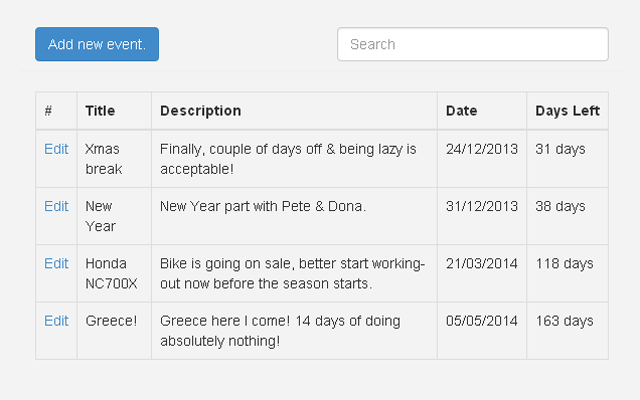 Add new event.
Search
# Title Description Date Days Left
Edit Xmas Finally, couple of days off & being lazy is 24/12/2013 31 days
break acceptable!
Edit New New Year part with Pete & Dona. 31/12/2013 38 days
Year
Edit Honda Bike is going on sale, better start working- 21/03/2014 118 days
NC700X out now before the season starts.
Edit Greece! Greece here I come! 14 days of doing 05/05/2014 163 days
absolutely nothing!